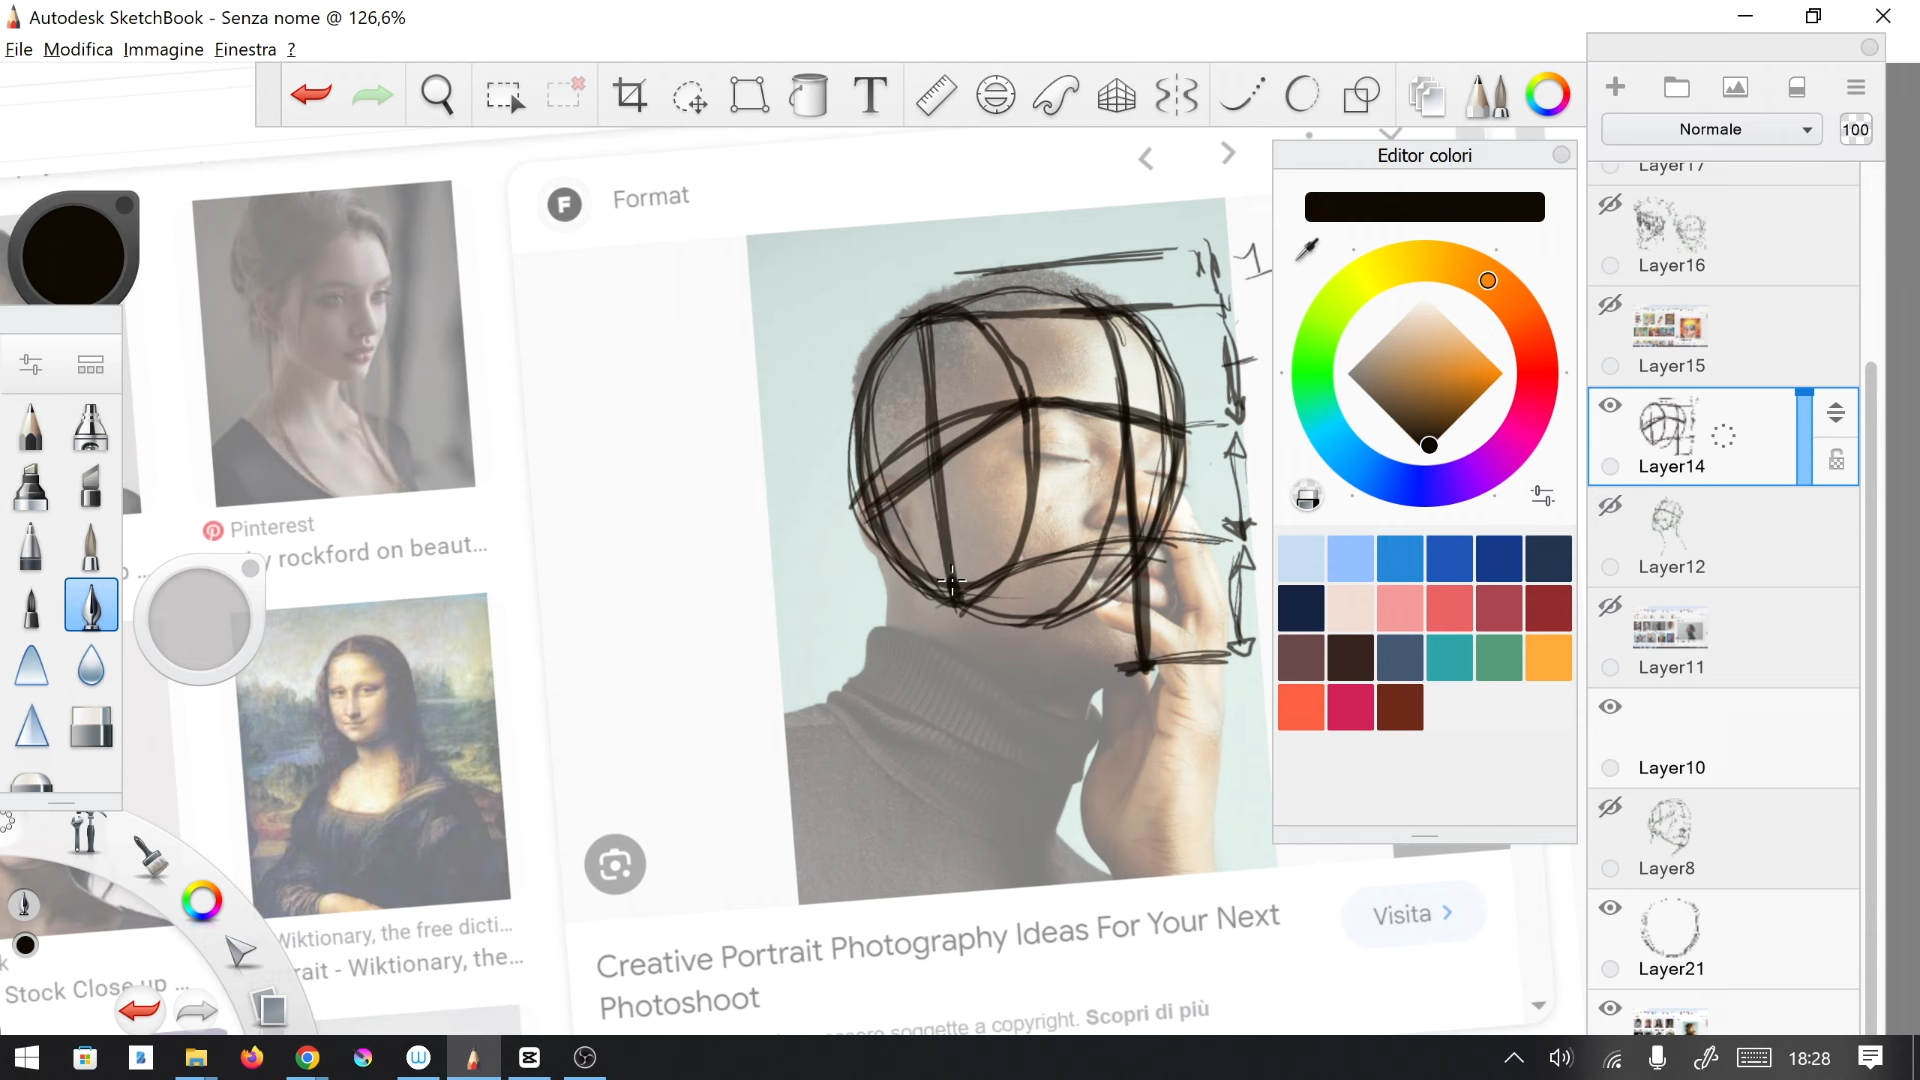 Autodesk SketchBook - Senza nome @ 126,6%
File Modifica Immagine Finestra ?
T
Normale
100
Editor colori
F
Format
1
Layer17
Layer16
Layer15
Layer14
Layer12
Layer11
Layer10
Layer8
Layer21
Pinterest
y rockford on beaut...
Wiktionary, the free dicti...
rait - Wiktionary, the...
Stock Close up ...
Creative Portrait Photography Ideas For Your Next
Photoshoot
Visita
essere soggette a copyright. Scopri di più
18:28